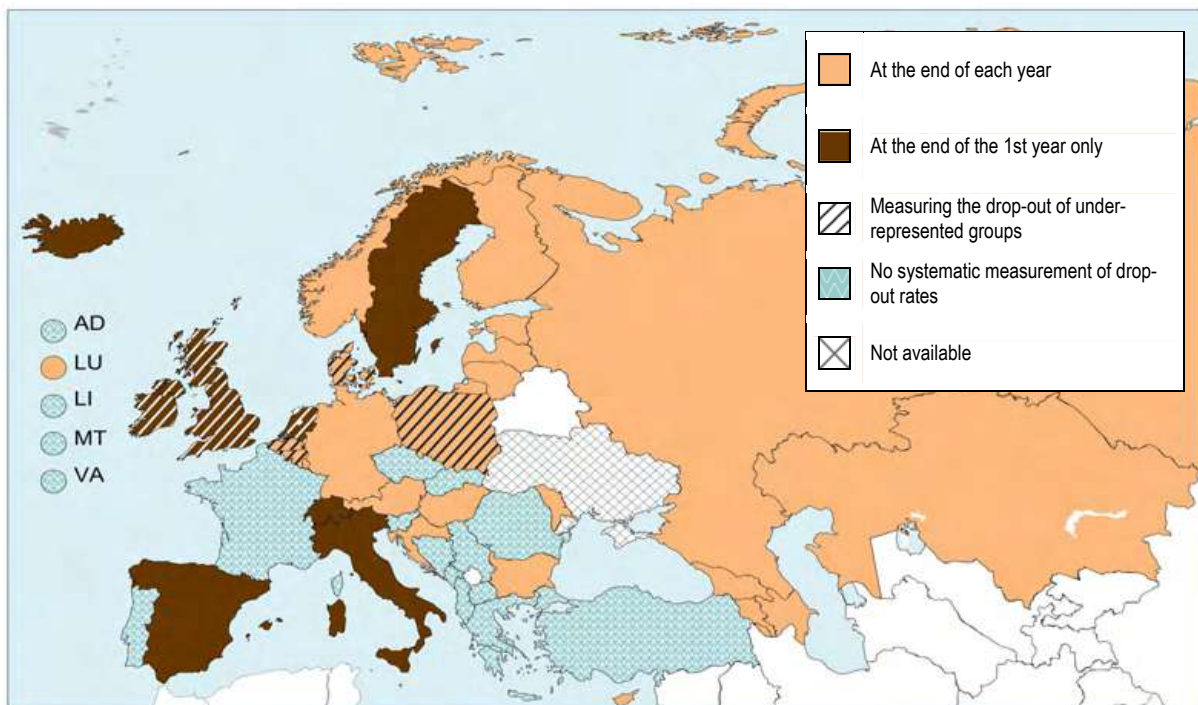 At the end of each year
At the end of the 1st year only
Measuring the drop-out of under-
represented groups
No systematic measurement of drop-
out rates
Not available
AD
LU
LI
MT
VA